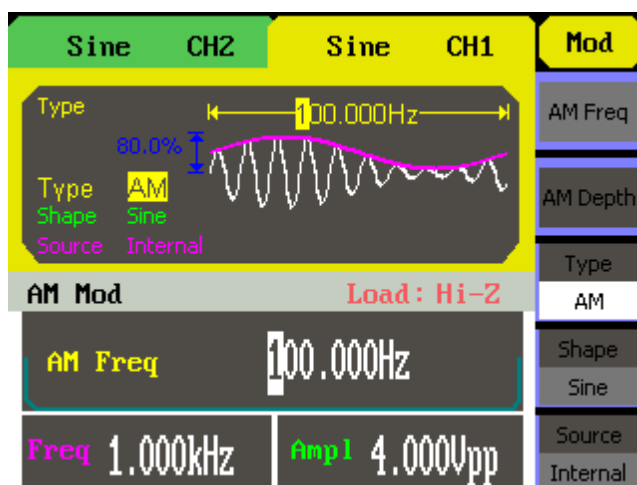 Sine CH2 Sine CH1 Mod
Type 100.000Hz
80.0%
Type AM
Shape Sine
Source Internal
AM Freq
AM Depth
Type
AM
Shape
Sine
Source
Internal
AM Mod Load: Hi-Z
AM Freq 100.000Hz
Freq 1.000kHz Ampl 4.000Vpp